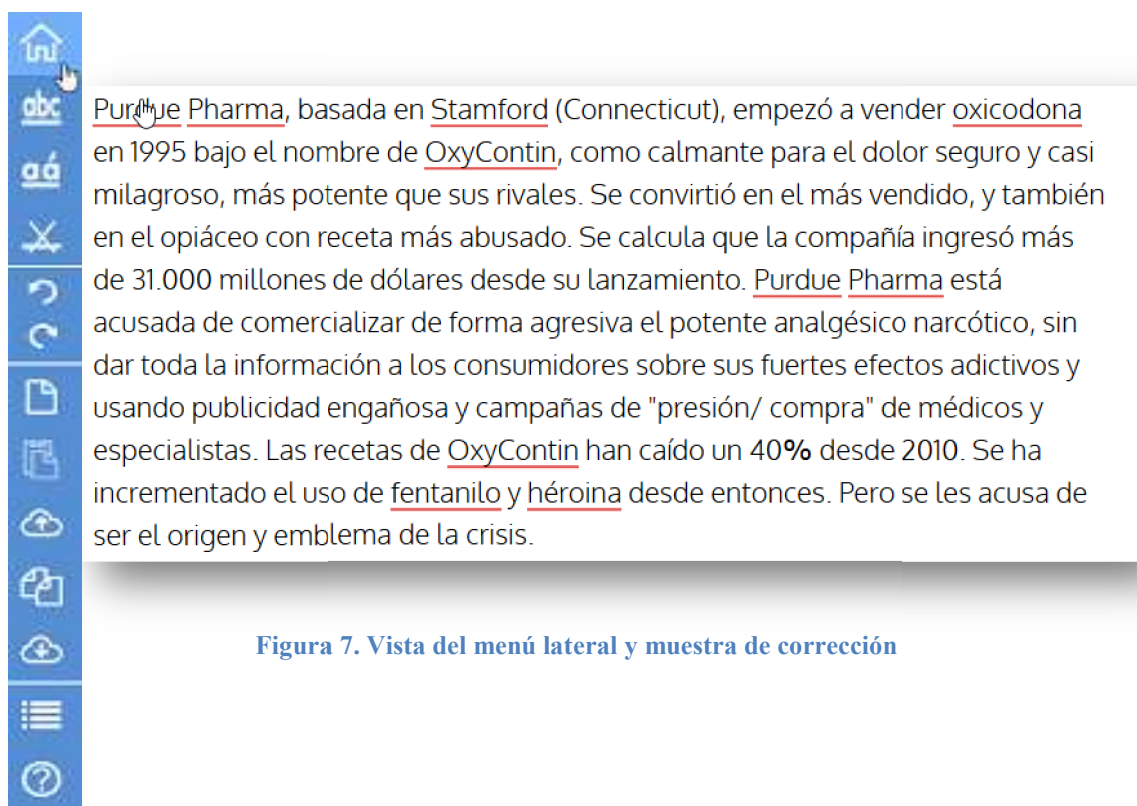 abc
aá
Purdue Pharma, basada en Stamford (Connecticut), empezó a vender oxicodona
en 1995 bajo el nombre de OxyContin, como calmante para el dolor seguro y casi
milagroso, más potente que sus rivales. Se convirtió en el más vendido, y también
en el opiáceo con receta más abusado. Se calcula que la compañía ingresó más
de 31.000 millones de dólares desde su lanzamiento. Purdue Pharma está
acusada de comercializar de forma agresiva el potente analgésico narcótico, sin
dar toda la información a los consumidores sobre sus fuertes efectos adictivos y
usando publicidad engañosa y campañas de "presión/ compra" de médicos y
especialistas. Las recetas de OxyContin han caído un 40% desde 2010. Se ha
incrementado el uso de fentanilo y héroina desde entonces. Pero se les acusa de
ser el origen y emblema de la crisis.
Figura 7. Vista del menú lateral y muestra de corrección